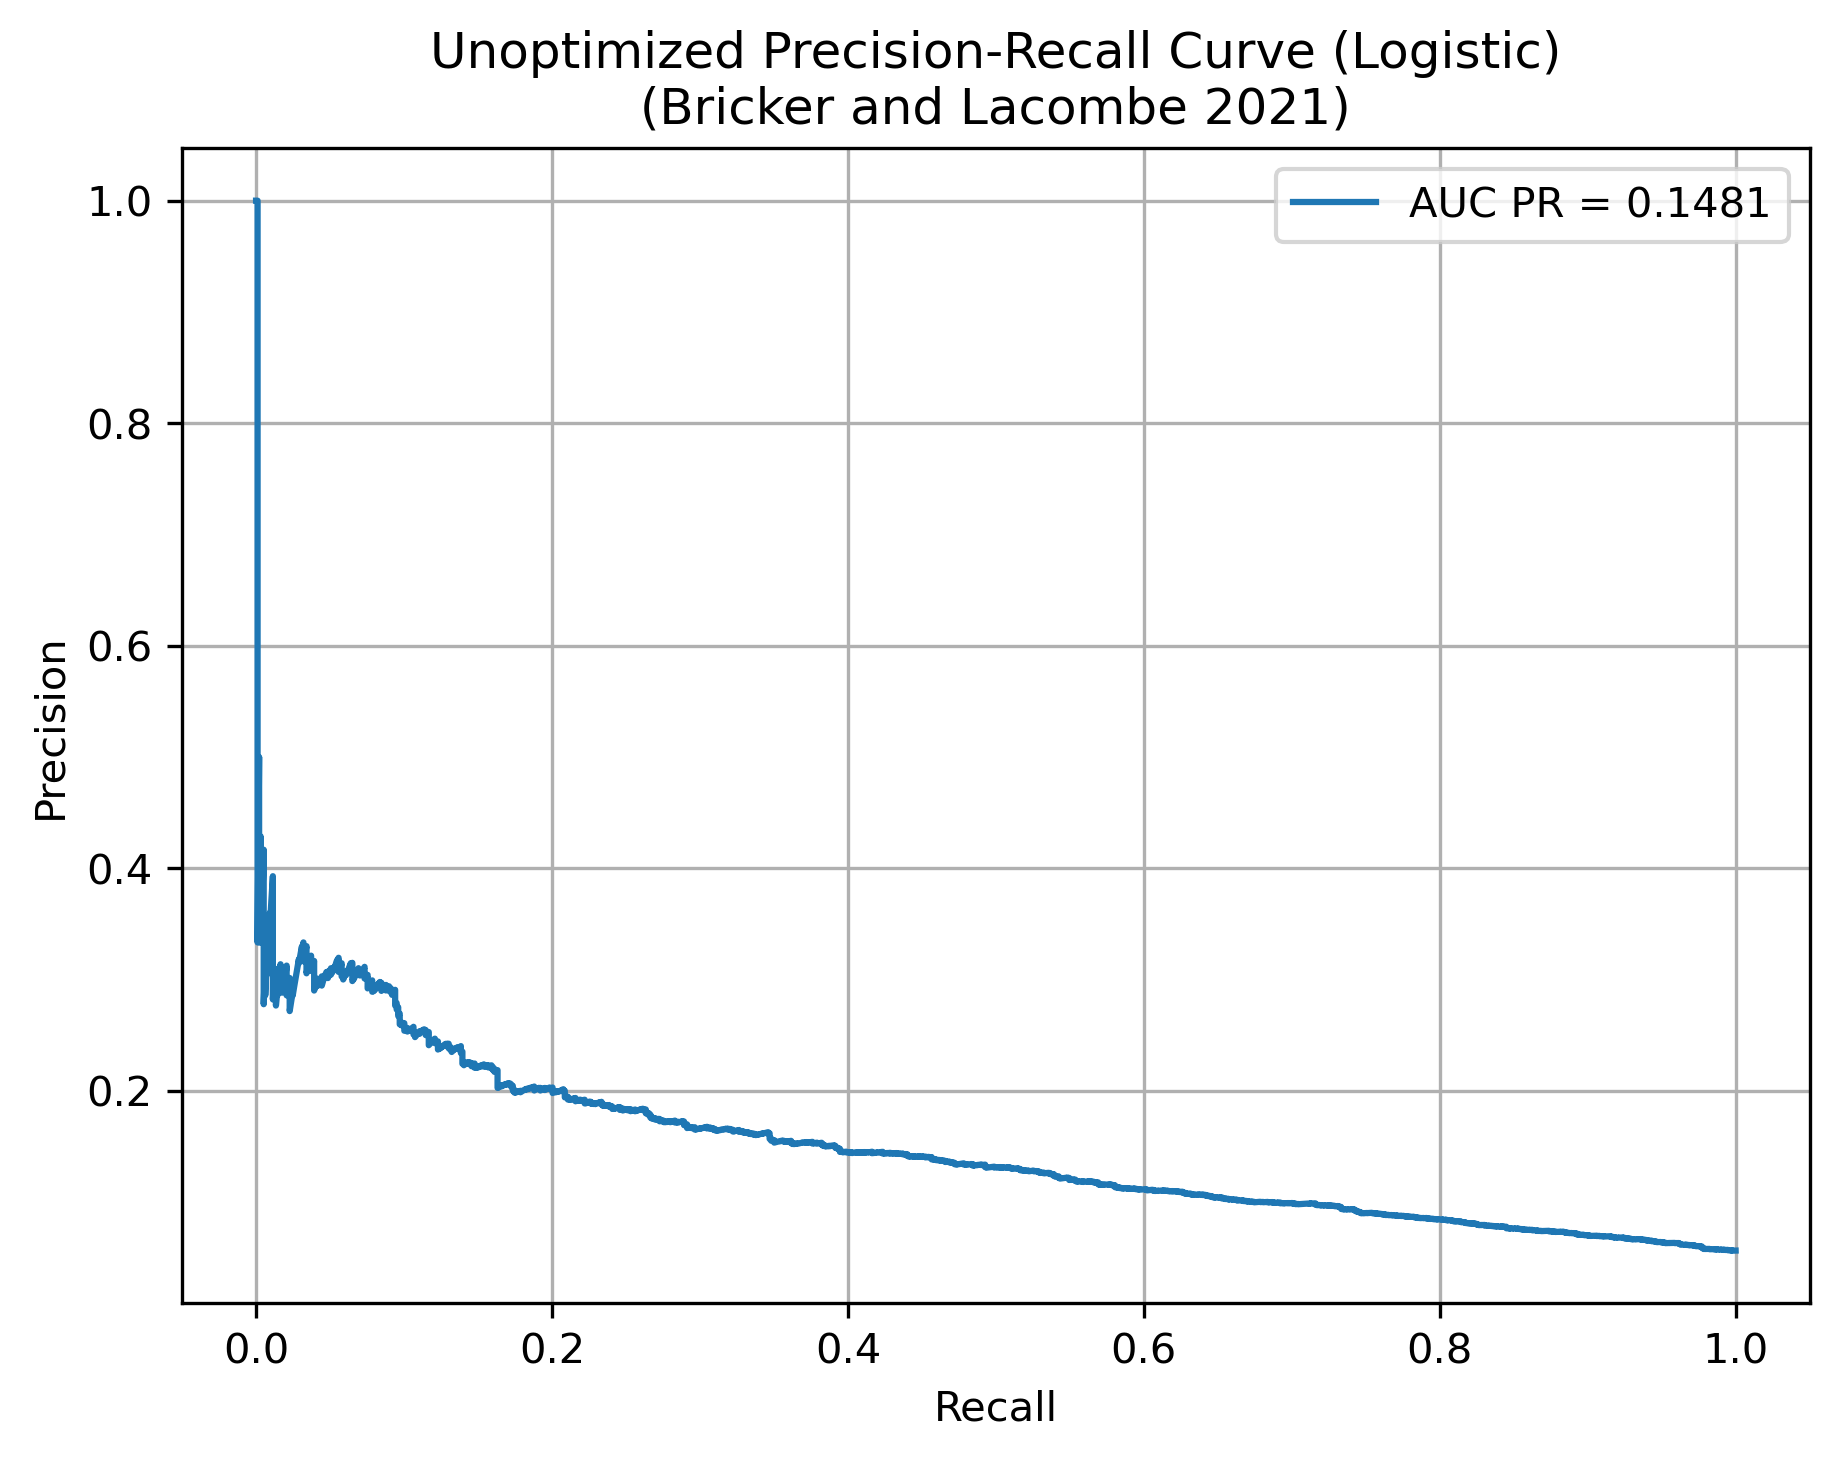 Unoptimized Precision-Recall Curve (Logistic)
(Bricker and Lacombe 2021)
AUC PR = 0.1481
1.0
0.8
0.6
0.4
0.2
Precision
0.0 0.2 0.4 0.6 0.8 1.0
Recall